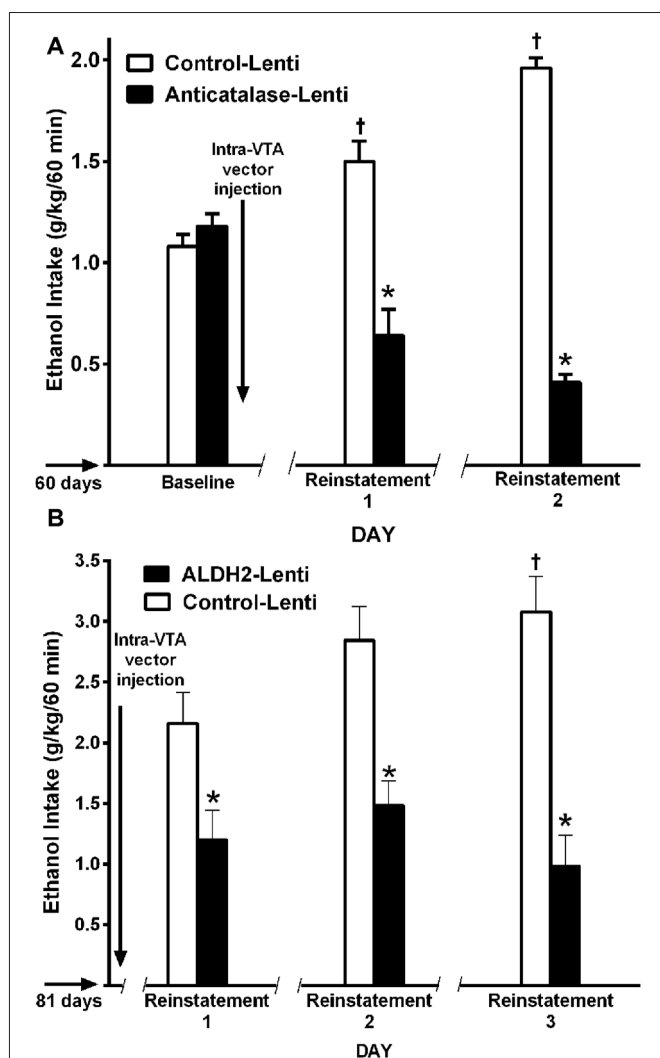 A
Ethanol Intake (g/kg/60 min)
2.0
1.5
1.0
0.5
Control-Lenti
Anticatalase-Lenti
Intra-VTA
vector
injection
†
*
†
*
60 days
Baseline
Reinstatement
1
Reinstatement
2
DAY
B
Ethanol Intake (g/kg/60 min)
3.5
3.0
2.5
2.0
1.5
1.0
0.5
ALDH2-Lenti
Control-Lenti
Intra-VTA
vector
injection
*
*
†
*
81 days
Reinstatement
1
Reinstatement
2
Reinstatement
3
DAY